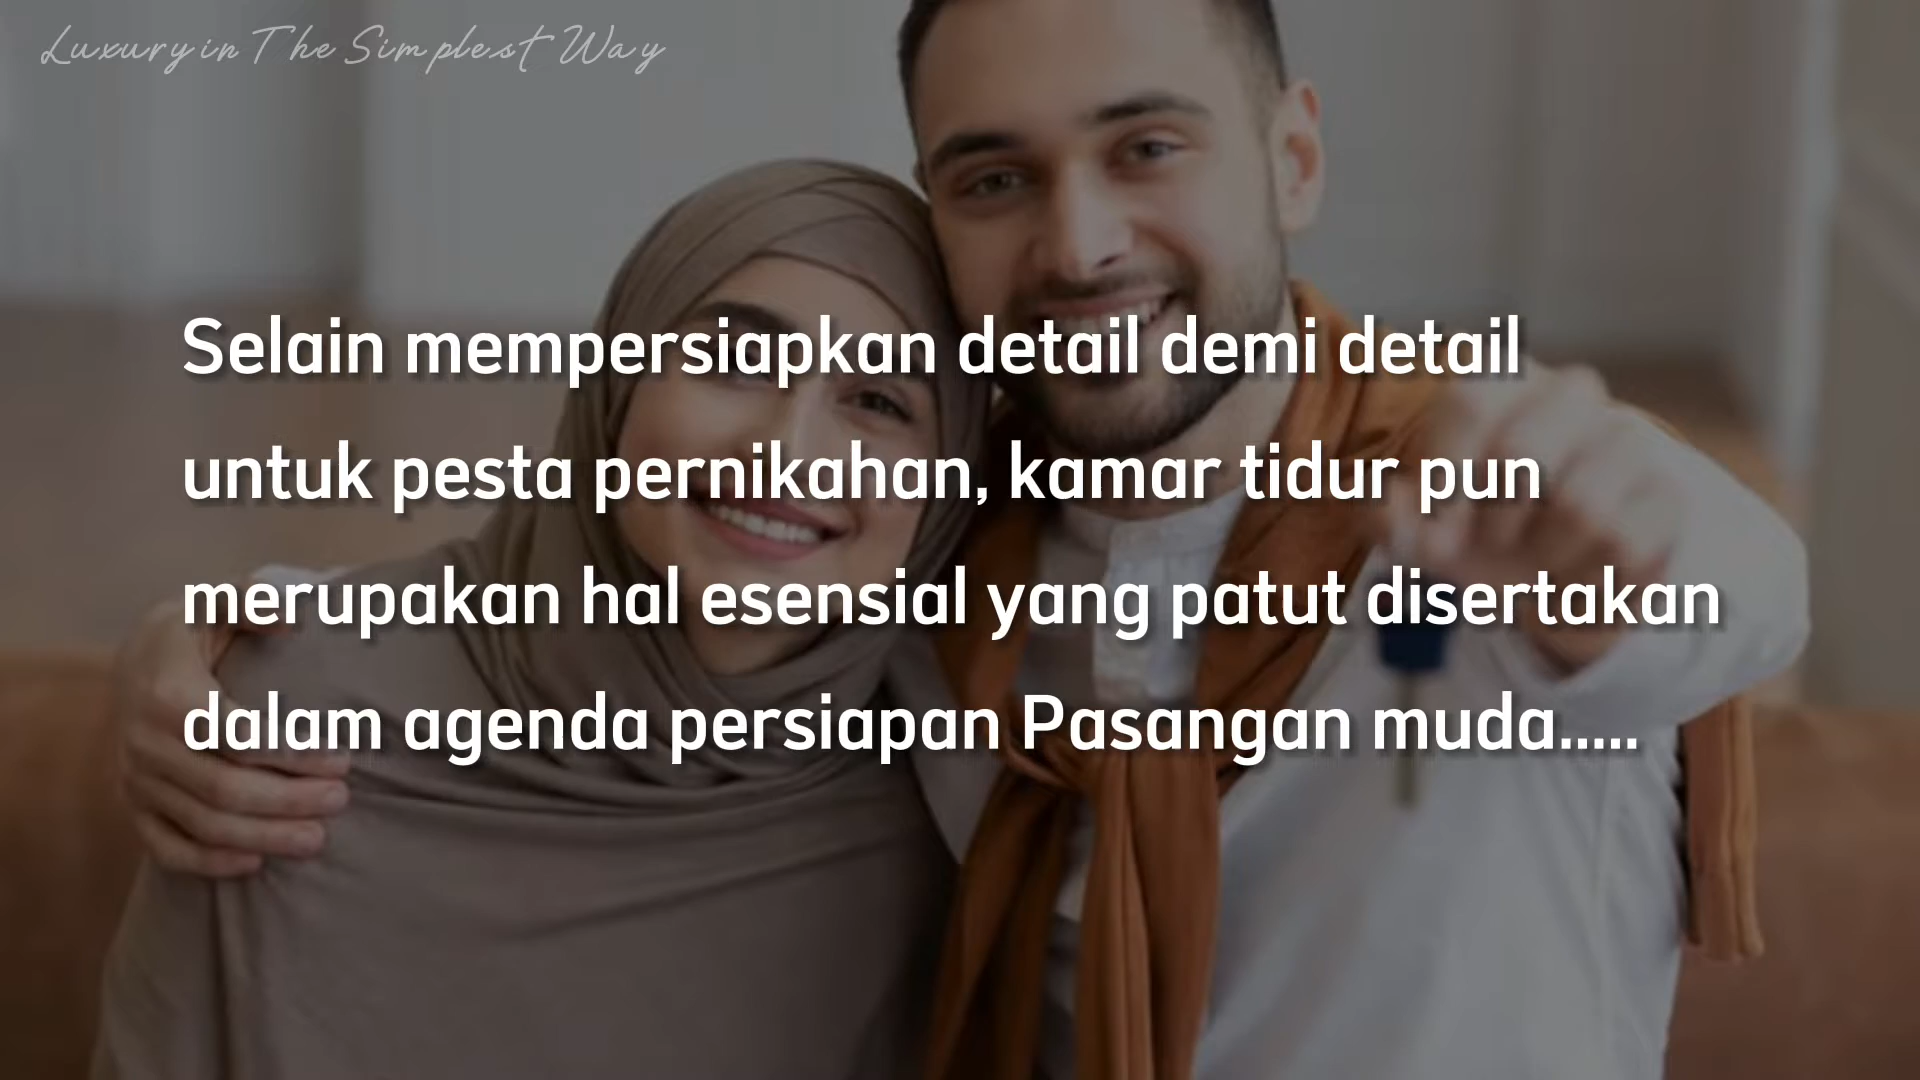 Luxury in The Simplest Way
Selain mempersiapkan detail demi detail
untuk pesta pernikahan, kamar tidur pun
merupakan hal esensial yang patut disertakan
dalam agenda persiapan Pasangan muda.....